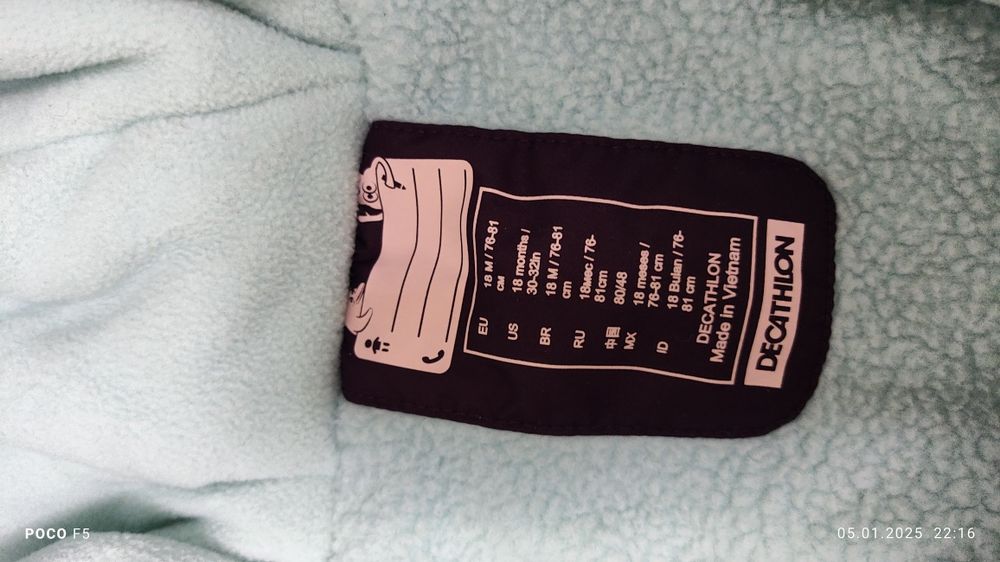 EU 18 M / 76-81
CM
US 18 months /
30-32in
BR 18 M / 76-81
cm
RU 18мес / 76-
81cm
中国 80/48
MX 18 meses /
76-81 cm
ID 18 Bulan / 76-
81 cm
DECATHLON
Made in Vietnam
DECATHLON
POCO F5
05.01.2025 22:16